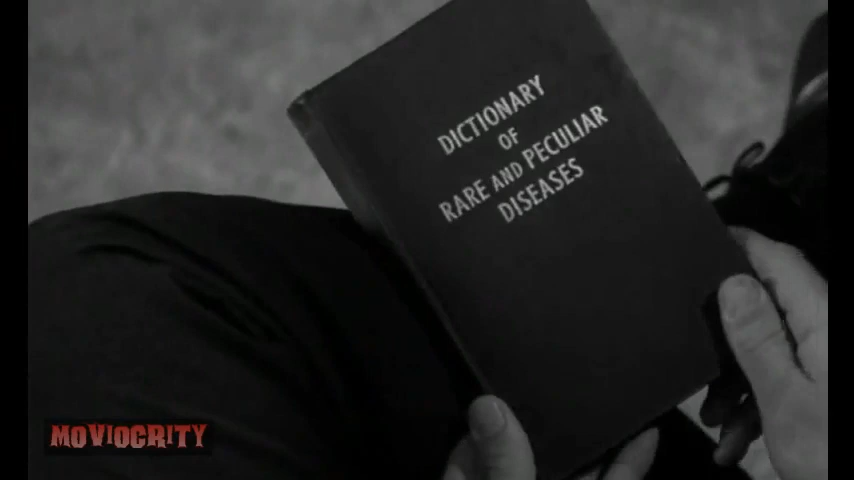 DICTIONARY
OF
RARE AND PECULIAR
DISEASES
MOVIOCRITY